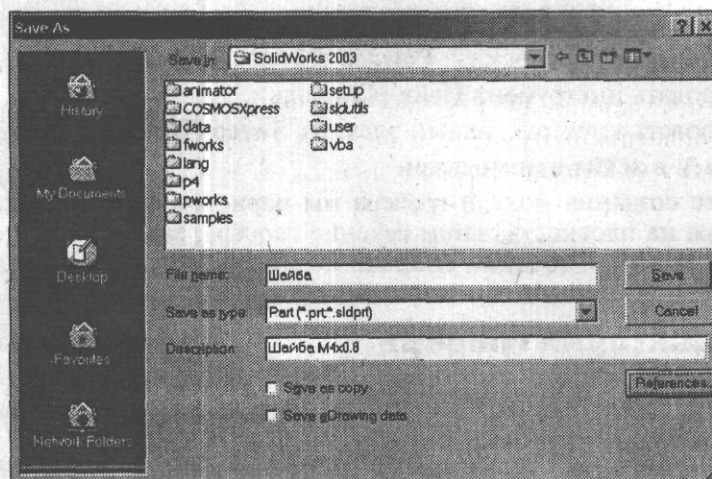 Save As
Save in: SolidWorks 2003
History
My Documents
Desktop
Favorites
Network Folders
animator
COSMOSXpress
data
fworks
lang
p4
pworks
samples
setup
sldutils
user
vba
File name: Шайба
Save
Save as type: Part (*.prt;*.sldprt)
Cancel
Description: Шайба M4x0.8
Save as copy
References...
Save eDrawing data